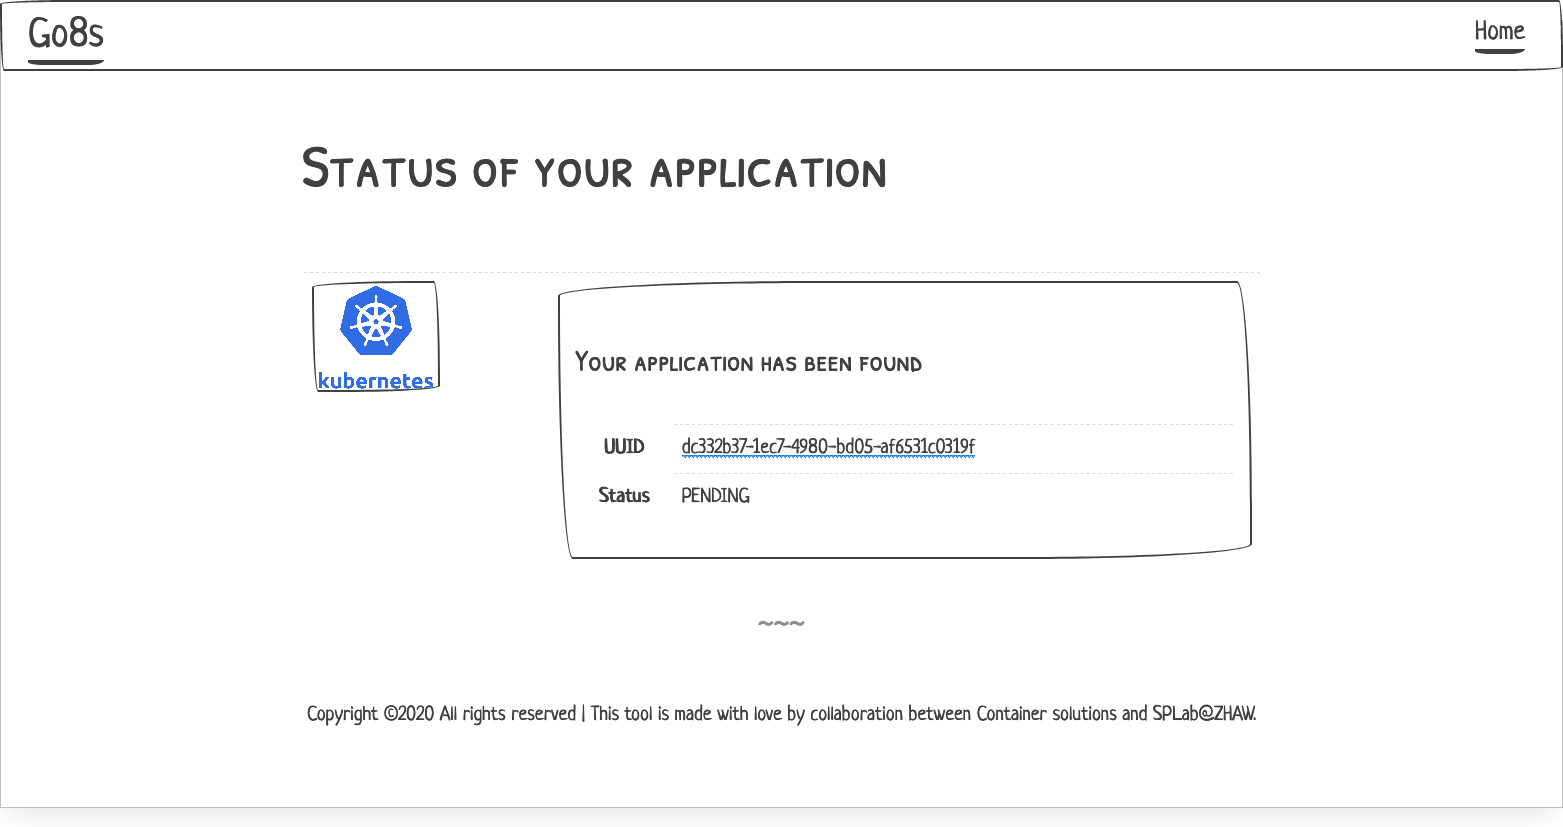 Go8s
Home
Status of your application
kubernetes
Your application has been found
UUID dc332b37-1ec7-4980-bd05-af6531c0319f
Status PENDING
~~~
Copyright ©2020 All rights reserved | This tool is made with love by collaboration between Container solutions and SPLab@ZHAW.